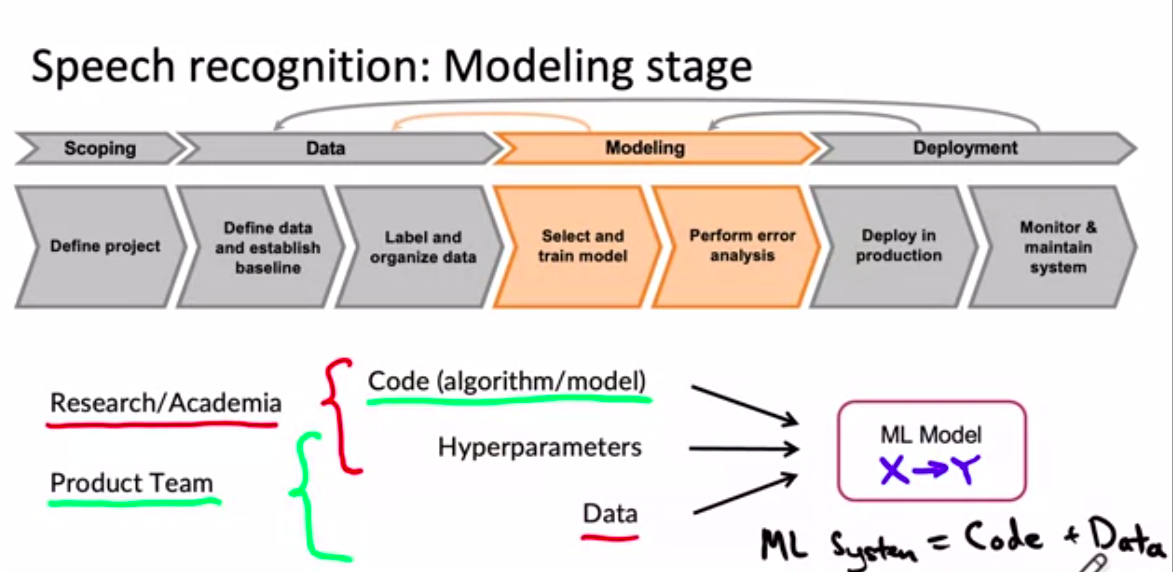 Speech recognition: Modeling stage
Scoping
Data
Modeling
Deployment
Define project
Define data
and establish
baseline
Label and
organize data
Select and
train model
Perform error
analysis
Deploy in
production
Monitor &
maintain
system
Research/Academia
Product Team
Code (algorithm/model)
Hyperparameters
Data
ML Model
X→Y
ML System = Code + Data